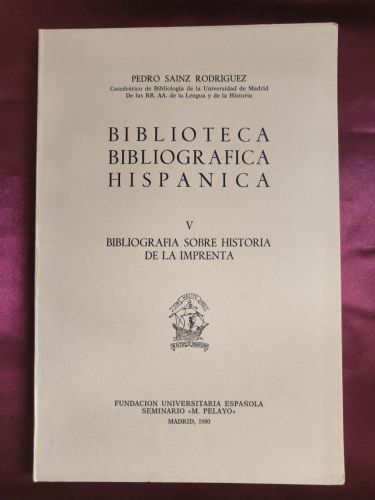 PEDRO SAINZ RODRIGUEZ
Catedrático de Bibliología de la Universidad de Madrid
De las RR. AA. de la Lengua y de la Historia
BIBLIOTECA
BIBLIOGRAFICA
HISPANICA
V
BIBLIOGRAFIA SOBRE HISTORIA
DE LA IMPRENTA
FUNDACION UNIVERSITARIA ESPAÑOLA
SEMINARIO «M. PELAYO»
MADRID, 1980